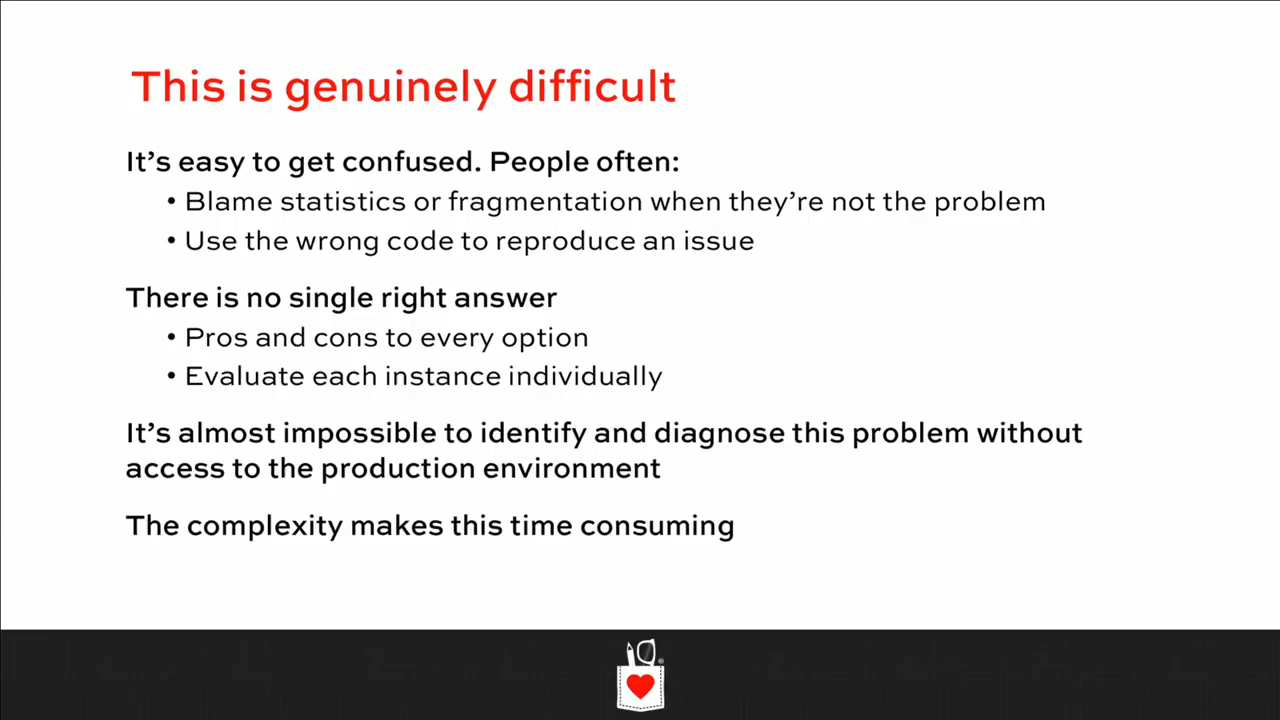 This is genuinely difficult
It's easy to get confused. People often:
• Blame statistics or fragmentation when they're not the problem
• Use the wrong code to reproduce an issue
There is no single right answer
• Pros and cons to every option
• Evaluate each instance individually
It's almost impossible to identify and diagnose this problem without
access to the production environment
The complexity makes this time consuming
®